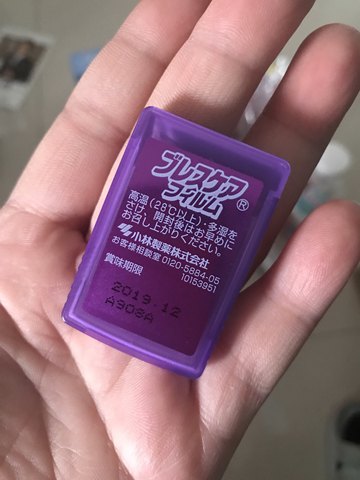 ブレスケア
フィルム®
高温(28℃以上)・多湿を
さけ、開封後はお早めに
お召し上がりください。
小林製薬株式会社
お客様相談室 0120-5884-05
10153951
賞味期限
2019.12
A908A